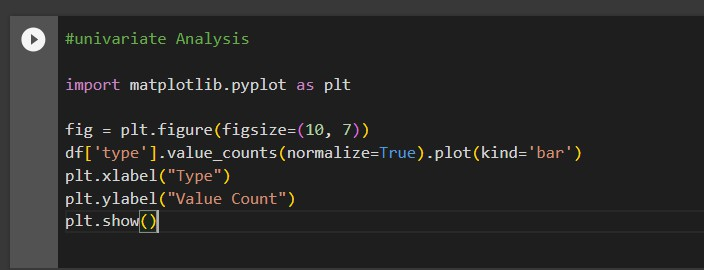 #univariate Analysis
import matplotlib.pyplot as plt
fig = plt.figure(figsize=(10, 7))
df['type'].value_counts(normalize=True).plot(kind='bar')
plt.xlabel("Type")
plt.ylabel("Value Count")
plt.show()